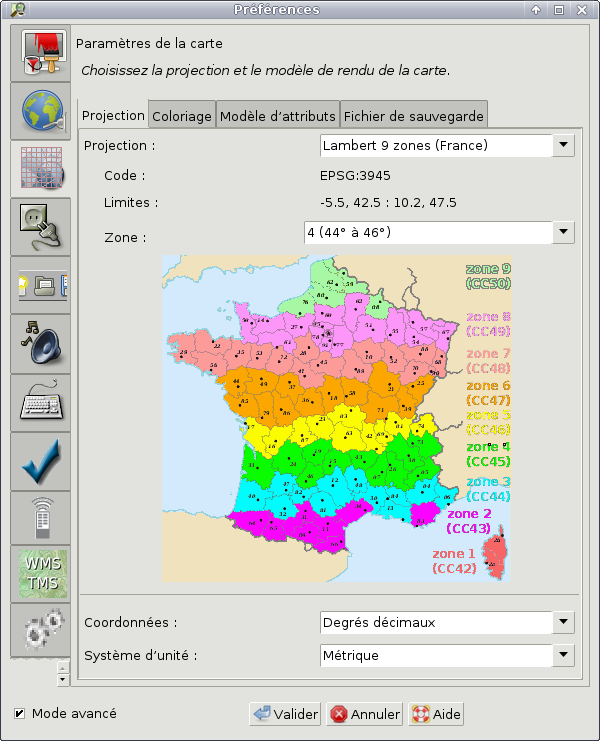 Préférences
Paramètres de la carte
Choisissez la projection et le modèle de rendu de la carte.
Projection
Coloriage
Modèle d'attributs
Fichier de sauvegarde
Projection :
Lambert 9 zones (France)
Code :
EPSG:3945
Limites :
-5.5, 42.5 : 10.2, 47.5
Zone :
4 (44° à 46°)
zone 9
(CC50)
zone 8
(CC49)
zone 7
(CC48)
zone 6
(CC47)
zone 5
(CC46)
zone 4
(CC45)
zone 3
(CC44)
zone 2
(CC43)
zone 1
(CC42)
WMS
TMS
Coordonnées :
Degrés décimaux
Système d'unité :
Métrique
Mode avancé
Valider
Annuler
Aide